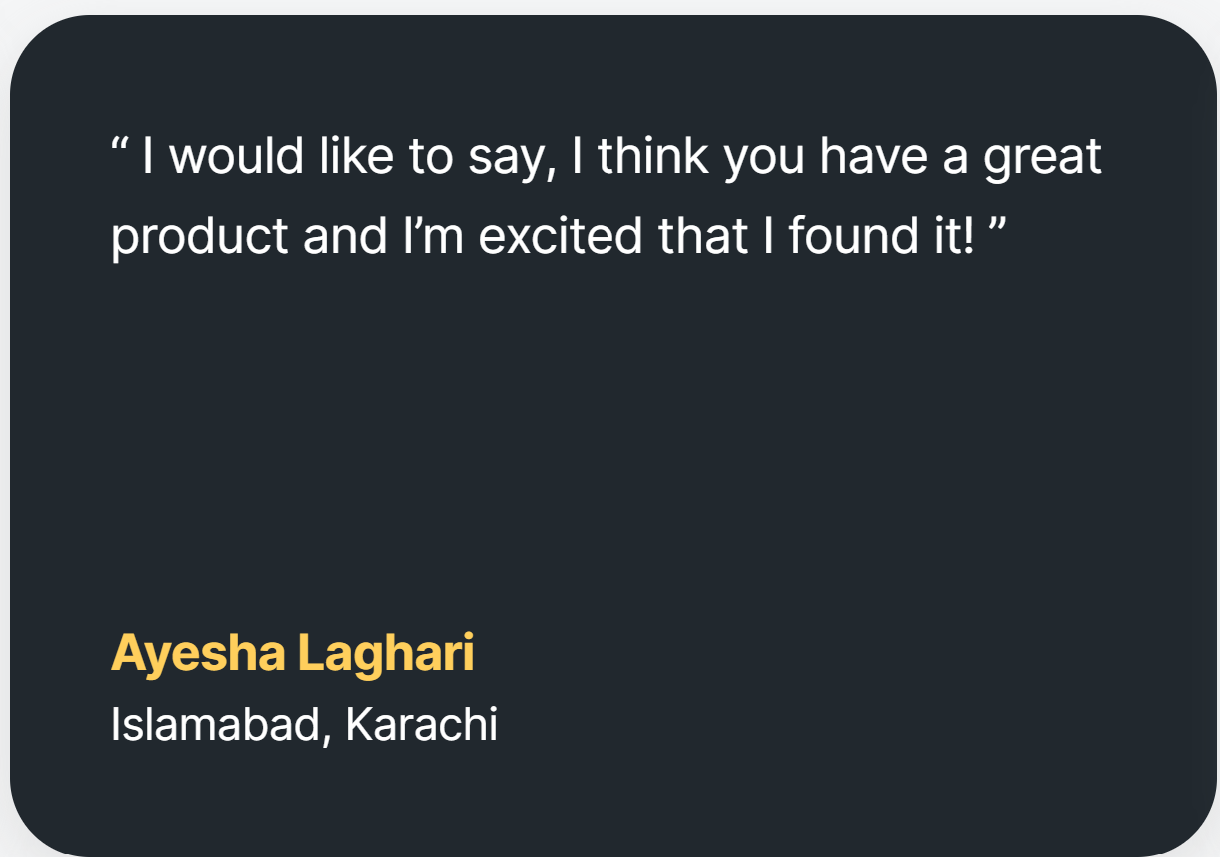 “ I would like to say, I think you have a great
product and I’m excited that I found it! ”
Ayesha Laghari
Islamabad, Karachi